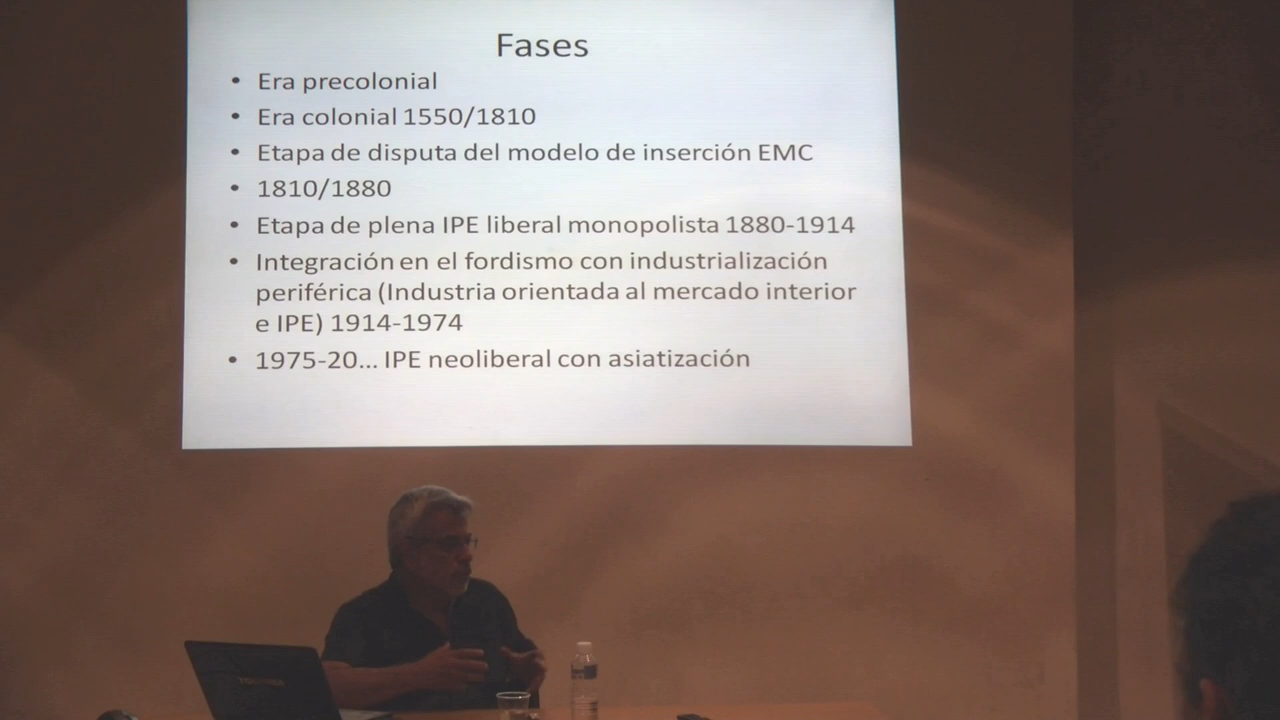 Fases
• Era precolonial
• Era colonial 1550/1810
• Etapa de disputa del modelo de inserción EMC
• 1810/1880
• Etapa de plena IPE liberal monopolista 1880-1914
• Integración en el fordismo con industrialización
periférica (Industria orientada al mercado interior
e IPE) 1914-1974
• 1975-20... IPE neoliberal con asiatización
TOSHIBA